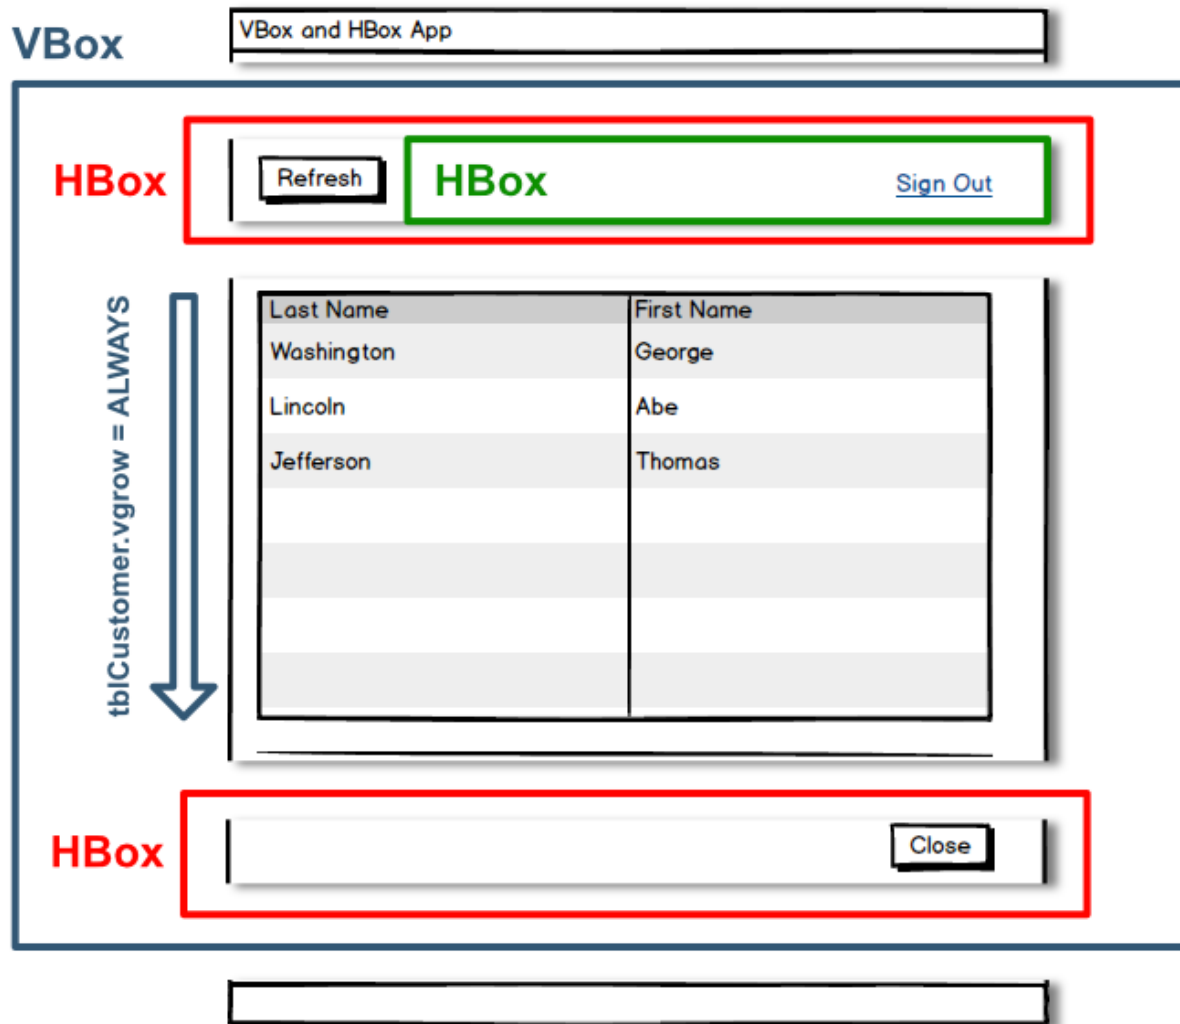 VBox and HBox App
VBox
HBox
Refresh
HBox
Sign Out
tblCustomer.vgrow = ALWAYS
Last Name First Name
Washington George
Lincoln Abe
Jefferson Thomas
HBox
Close